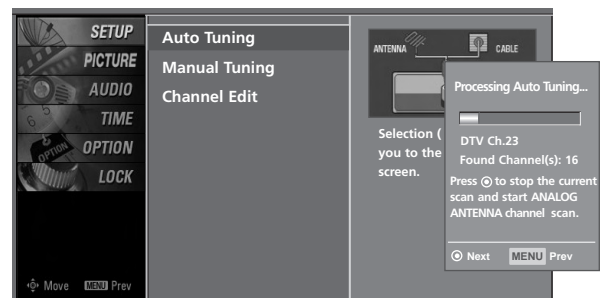 SETUP
PICTURE
AUDIO
TIME
OPTION
LOCK
Move MENU Prev
Auto Tuning
Manual Tuning
Channel Edit
ANTENNA
CABLE
Selection (
you to the
screen.
Processing Auto Tuning...
DTV Ch.23
Found Channel(s): 16
Press to stop the current
scan and start ANALOG
ANTENNA channel scan.
Next MENU Prev
OPTION